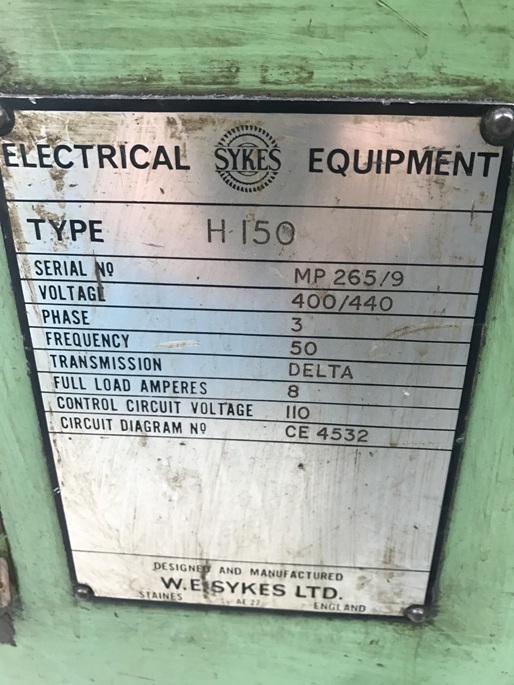 ELECTRICAL SYKES EQUIPMENT
TYPE H 150
SERIAL Nº MP 265/9
VOLTAGE 400/440
PHASE 3
FREQUENCY 50
TRANSMISSION DELTA
FULL LOAD AMPERES 8
CONTROL CIRCUIT VOLTAGE 110
CIRCUIT DIAGRAM Nº CE 4532
DESIGNED AND MANUFACTURED
W.E.SYKES LTD.
STAINES AE 27 ENGLAND